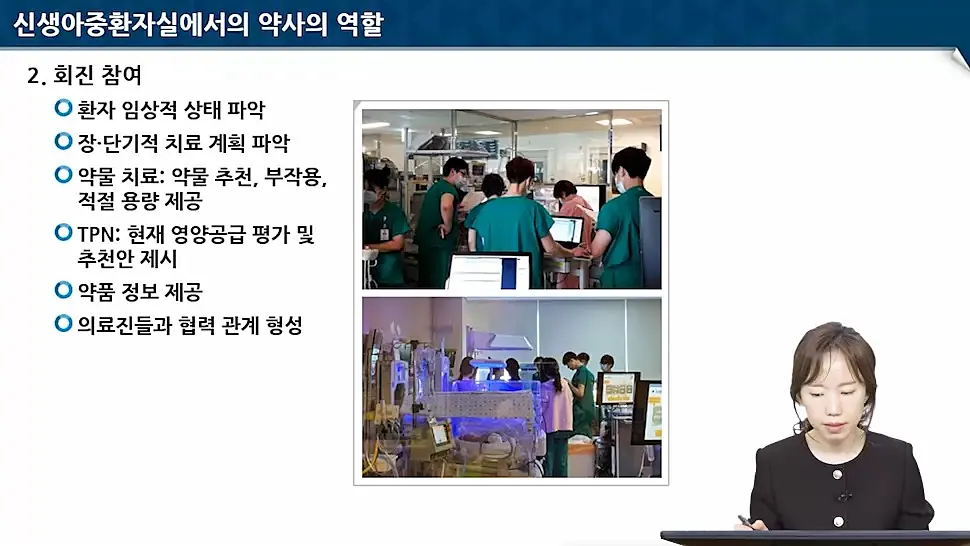 신생아중환자실에서의 약사의 역할
2. 회진 참여
환자 임상적 상태 파악
장·단기적 치료 계획 파악
약물 치료: 약물 추천, 부작용,
적절 용량 제공
TPN: 현재 영양공급 평가 및
추천안 제시
약품 정보 제공
의료진들과 협력 관계 형성